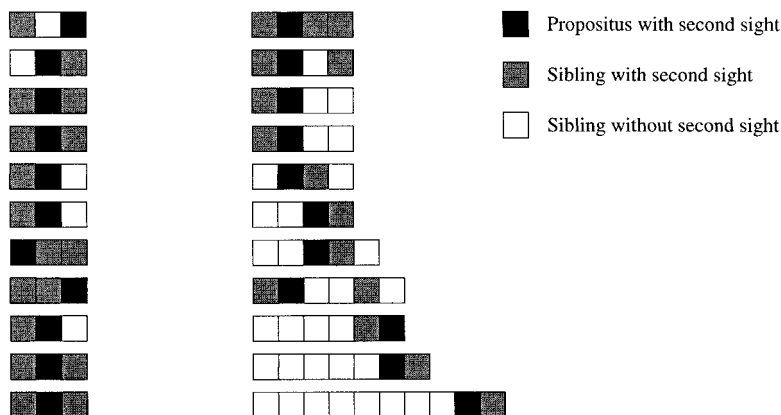 Propositus with second sight
Sibling with second sight
Sibling without second sight